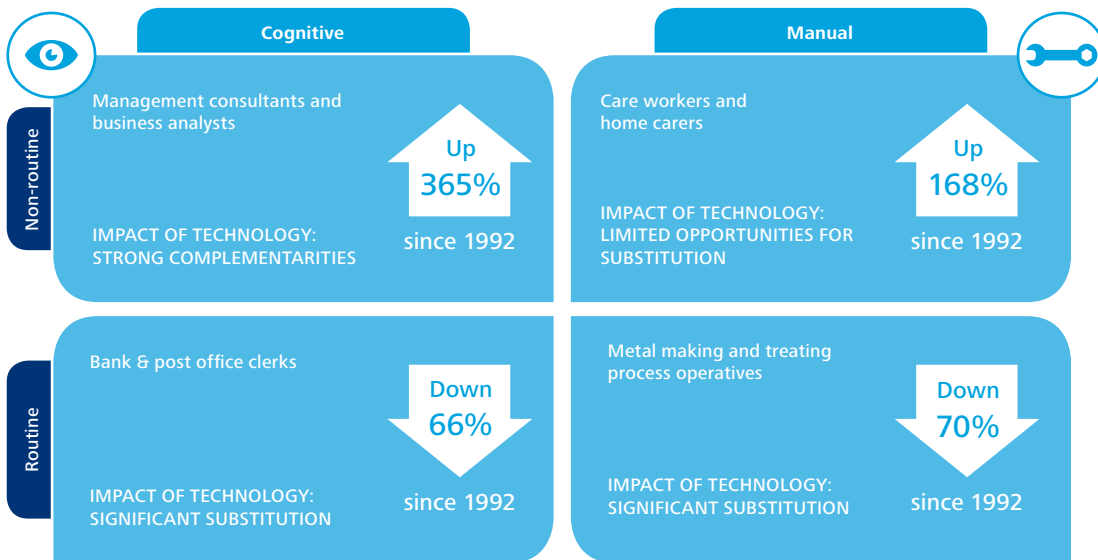 Cognitive
Manual
Non-routine
Management consultants and
business analysts
Up
365%
since 1992
IMPACT OF TECHNOLOGY:
STRONG COMPLEMENTARITIES
Care workers and
home carers
Up
168%
since 1992
IMPACT OF TECHNOLOGY:
LIMITED OPPORTUNITIES FOR
SUBSTITUTION
Routine
Bank & post office clerks
Down
66%
since 1992
IMPACT OF TECHNOLOGY:
SIGNIFICANT SUBSTITUTION
Metal making and treating
process operatives
Down
70%
since 1992
IMPACT OF TECHNOLOGY:
SIGNIFICANT SUBSTITUTION